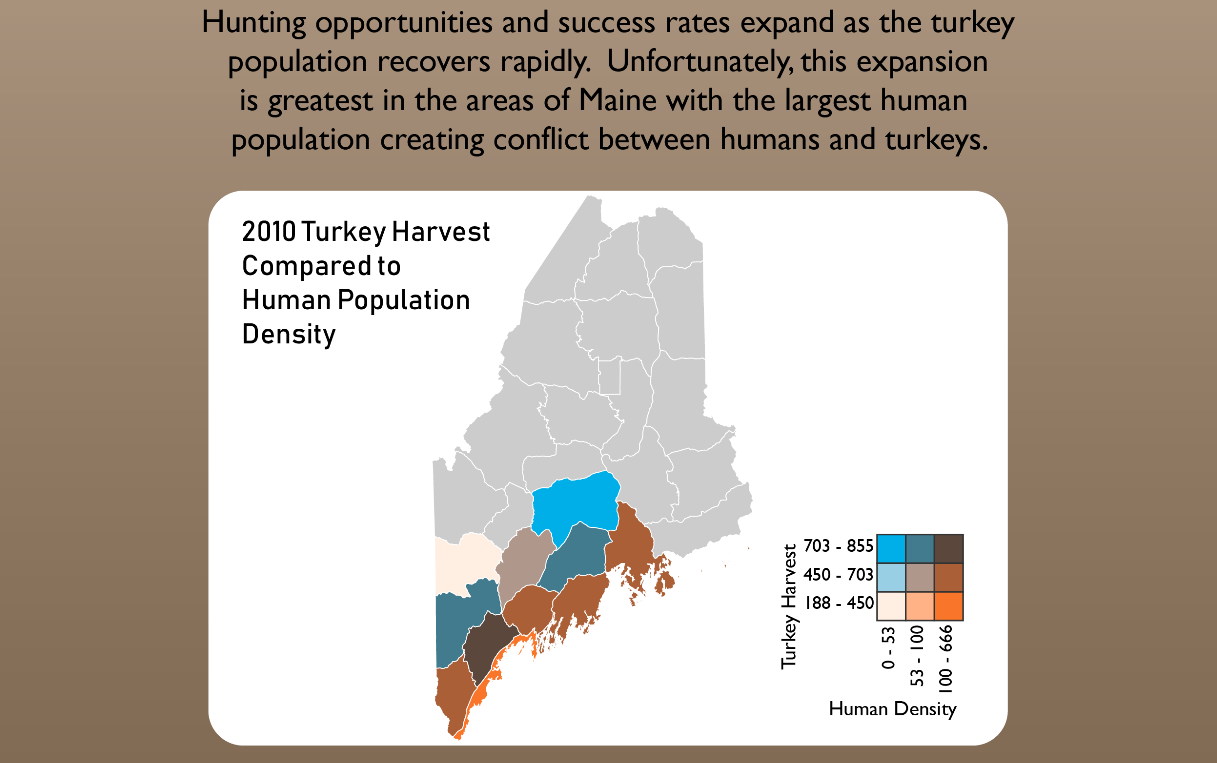 Hunting opportunities and success rates expand as the turkey
population recovers rapidly.  Unfortunately, this expansion
is greatest in the areas of Maine with the largest human
population creating conflict between humans and turkeys.
2010 Turkey Harvest
Compared to
Human Population
Density
Turkey Harvest
703 - 855
450 - 703
188 - 450
0 - 53
53 - 100
100 - 666
Human Density